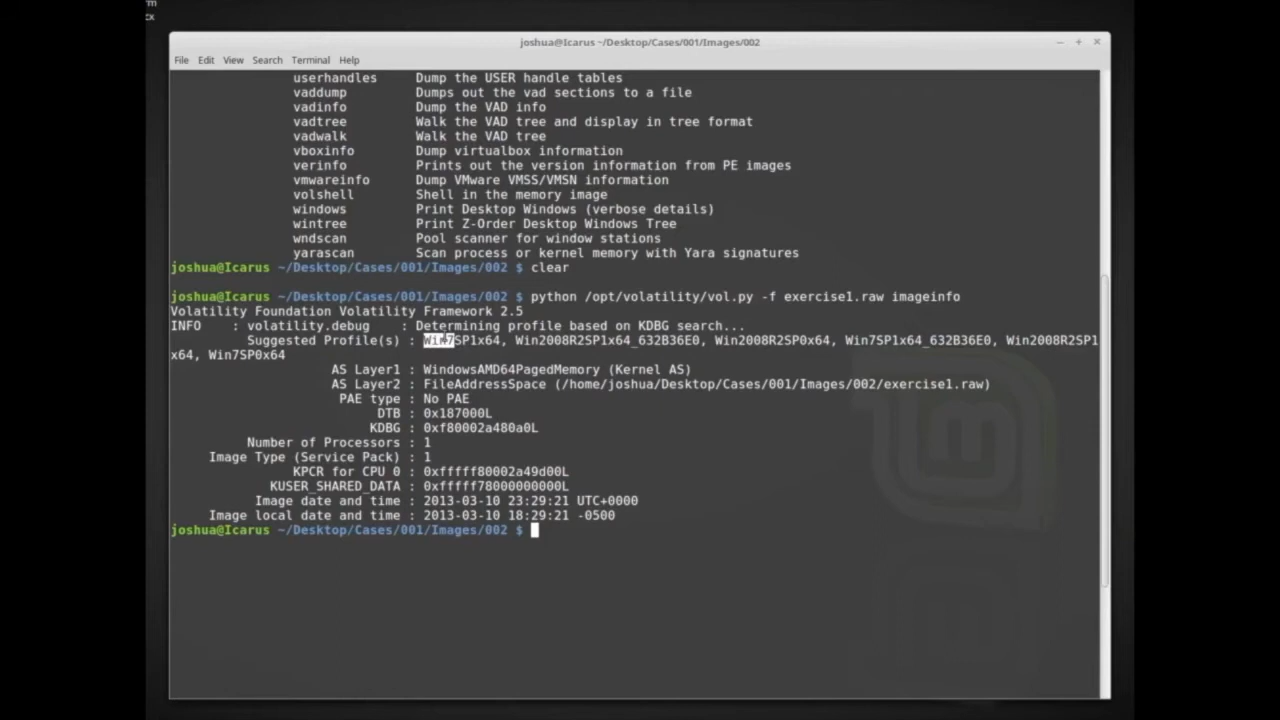 rm
cx
joshua@Icarus ~/Desktop/Cases/001/Images/002
File Edit View Search Terminal Help
userhandles Dump the USER handle tables
vaddump Dumps out the vad sections to a file
vadinfo Dump the VAD info
vadtree Walk the VAD tree and display in tree format
vadwalk Walk the VAD tree
vboxinfo Dump virtualbox information
verinfo Prints out the version information from PE images
vmwareinfo Dump VMware VMSS/VMSN information
volshell Shell in the memory image
windows Print Desktop Windows (verbose details)
wintree Print Z-Order Desktop Windows Tree
wndscan Pool scanner for window stations
yarascan Scan process or kernel memory with Yara signatures
joshua@Icarus ~/Desktop/Cases/001/Images/002 $ clear
joshua@Icarus ~/Desktop/Cases/001/Images/002 $ python /opt/volatility/vol.py -f exercise1.raw imageinfo
Volatility Foundation Volatility Framework 2.5
INFO : volatility.debug : Determining profile based on KDBG search...
Suggested Profile(s) : Win7SP1x64, Win2008R2SP1x64_632B36E0, Win2008R2SP0x64, Win7SP1x64_632B36E0, Win2008R2SP1
x64, Win7SP0x64
AS Layer1 : WindowsAMD64PagedMemory (Kernel AS)
AS Layer2 : FileAddressSpace (/home/joshua/Desktop/Cases/001/Images/002/exercise1.raw)
PAE type : No PAE
DTB : 0x187000L
KDBG : 0xf80002a480a0L
Number of Processors : 1
Image Type (Service Pack) : 1
KPCR for CPU 0 : 0xfffff80002a49d00L
KUSER_SHARED_DATA : 0xfffff78000000000L
Image date and time : 2013-03-10 23:29:21 UTC+0000
Image local date and time : 2013-03-10 18:29:21 -0500
joshua@Icarus ~/Desktop/Cases/001/Images/002 $